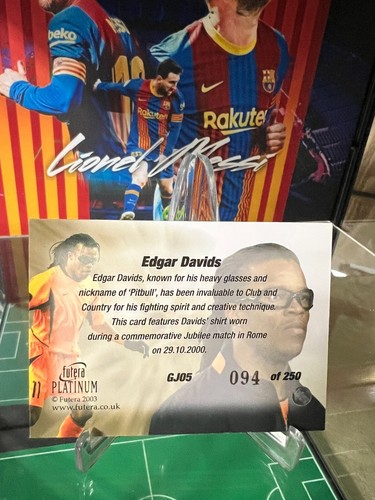 beko
Rakuten
Lionel Messi
Edgar Davids
Edgar Davids, known for his heavy glasses and
nickname of 'Pitbull', has been invaluable to Club and
Country for his fighting spirit and creative technique.
This card features Davids' shirt worn
during a commemorative Jubilee match in Rome
on 29.10.2000.
GJ05 094 of 250
futera
PLATINUM
© Futera 2003
www.futera.co.uk